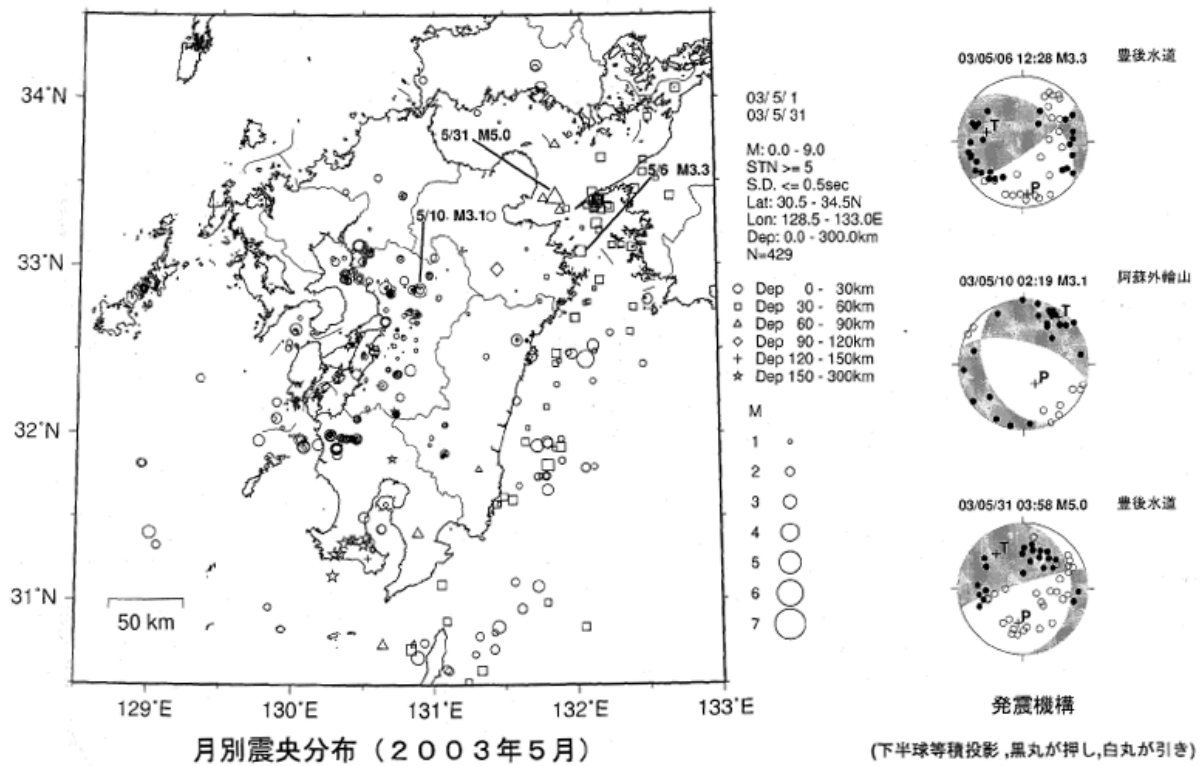 34°N
33°N
32°N
31°N
129°E
130°E
131°E
132°E
133°E
5/31 M5.0
5/6 M3.3
5/10 M3.1
50 km
月別震央分布（２００３年５月）
03/ 5/ 1
03/ 5/ 31
M: 0.0 - 9.0
STN >= 5
S.D. <= 0.5sec
Lat: 30.5 - 34.5N
Lon: 128.5 - 133.0E
Dep: 0.0 - 300.0km
N=429
Dep 0 - 30km
Dep 30 - 60km
Dep 60 - 90km
Dep 90 - 120km
Dep 120 - 150km
Dep 150 - 300km
M
1
2
3
4
5
6
7
03/05/06 12:28 M3.3 豊後水道
T
P
03/05/10 02:19 M3.1 阿蘇外輪山
T
P
03/05/31 03:58 M5.0 豊後水道
T
P
発震機構
(下半球等積投影,黒丸が押し,白丸が引き)